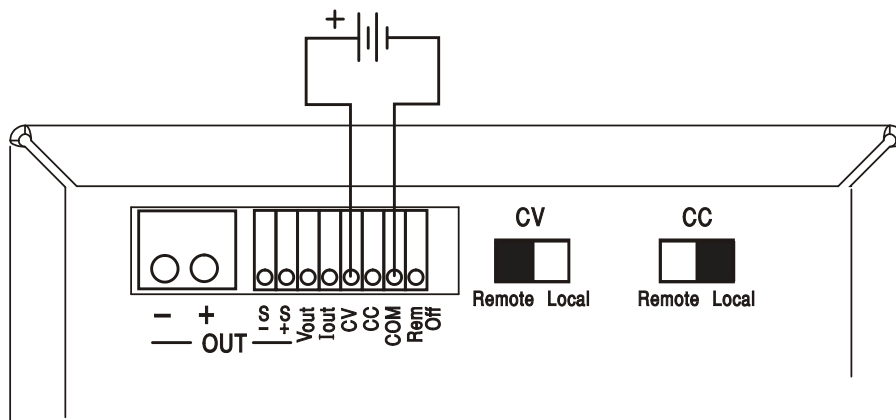 +
CV CC
Remote Local Remote Local
- + S - S + Vout Iout CV CC COM Rem Off
OUT